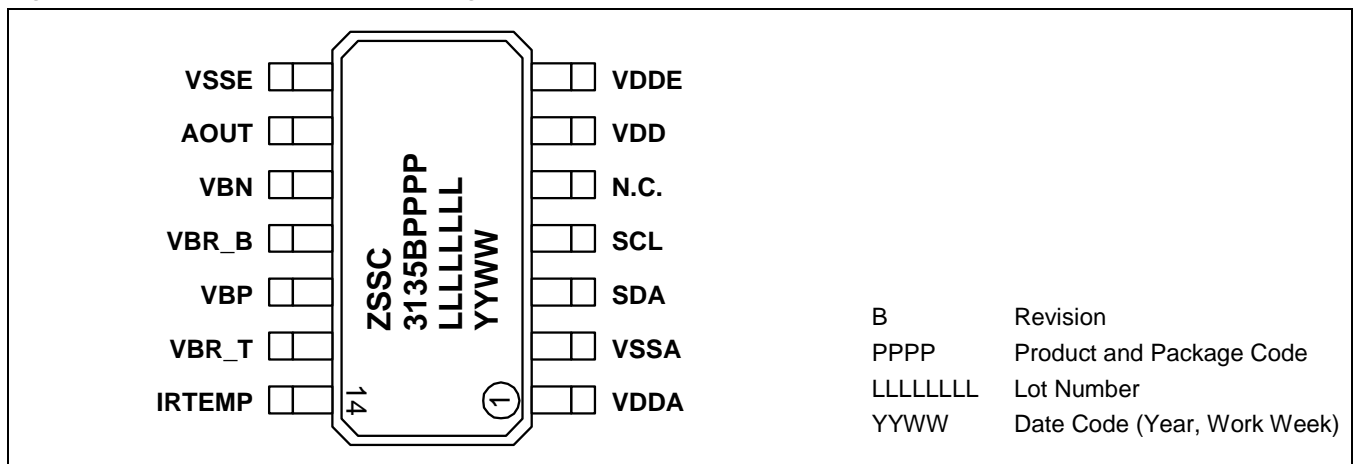 VSSE
AOUT
VBN
VBR_B
VBP
VBR_T
IRTEMP
ZSSC
3135BPPPP
LLLLLLLL
YYWW
14
1
VDDE
VDD
N.C.
SCL
SDA
VSSA
VDDA
B Revision
PPPP Product and Package Code
LLLLLLLL Lot Number
YYWW Date Code (Year, Work Week)